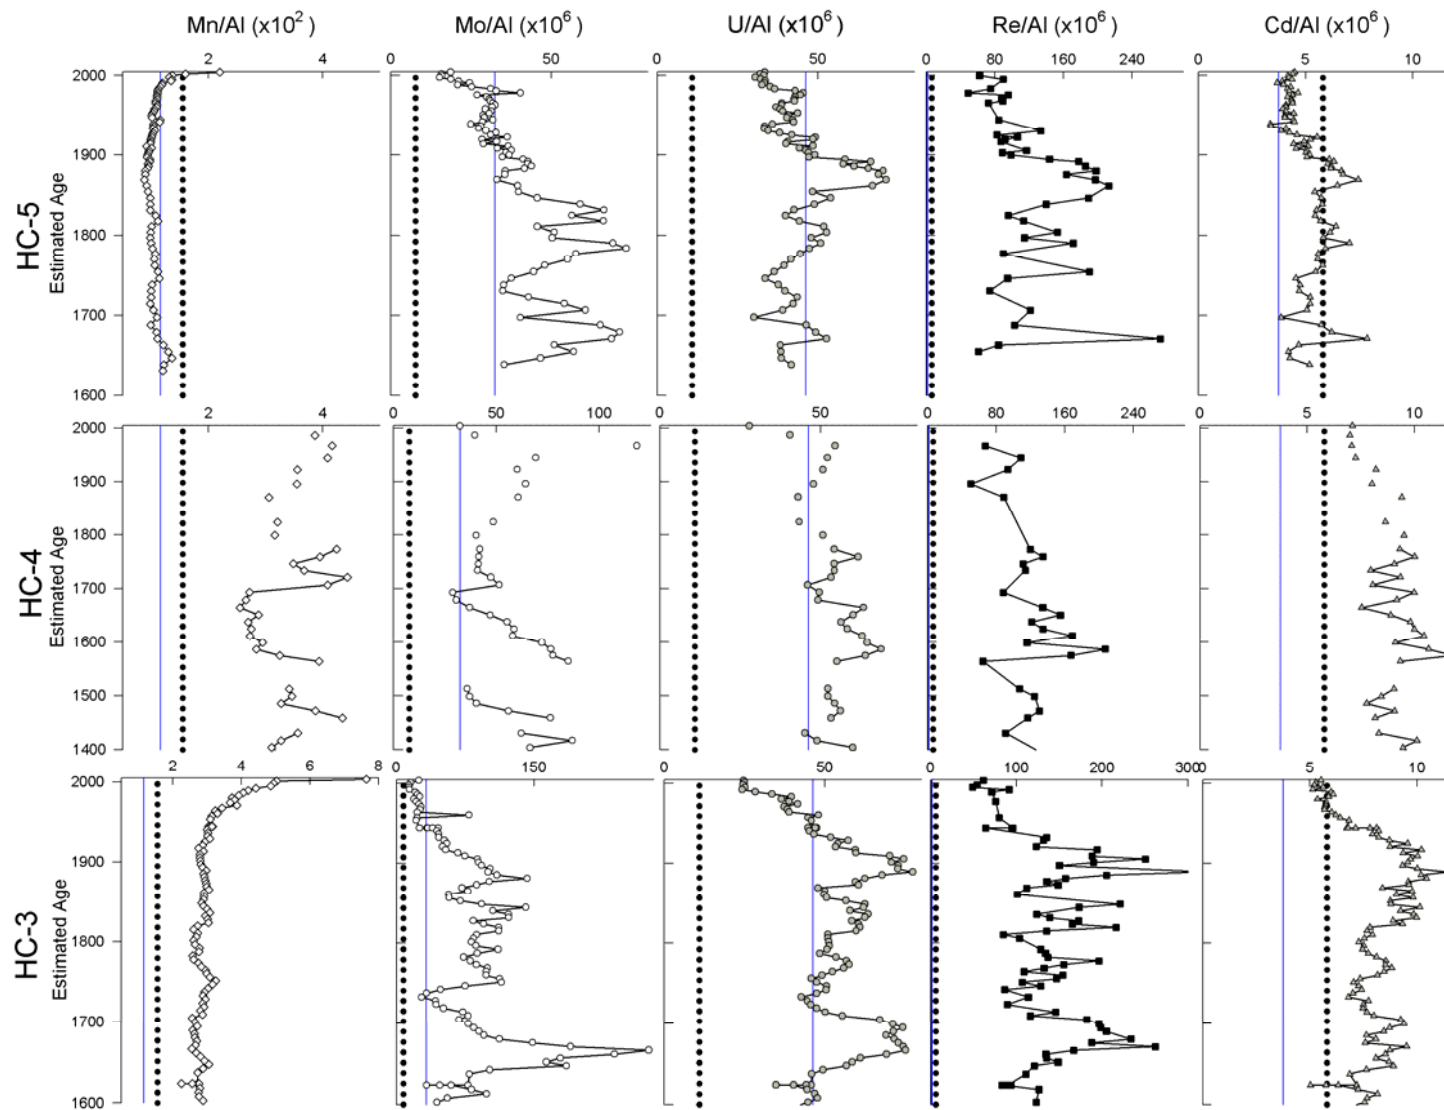 Mn/Al (x10²) Mo/Al (x10⁶) U/Al (x10⁶) Re/Al (x10⁶) Cd/Al (x10⁶)
2 4 0 50 0 50 0 80 160 240 0 5 10
HC-5
Estimated Age
2000
1900
1800
1700
1600
2 4 0 50 100 0 50 0 80 160 240 0 5 10
HC-4
Estimated Age
2000
1900
1800
1700
1600
1500
1400
2 4 6 8 0 150 0 50 0 100 200 300 0 5 10
HC-3
Estimated Age
2000
1900
1800
1700
1600